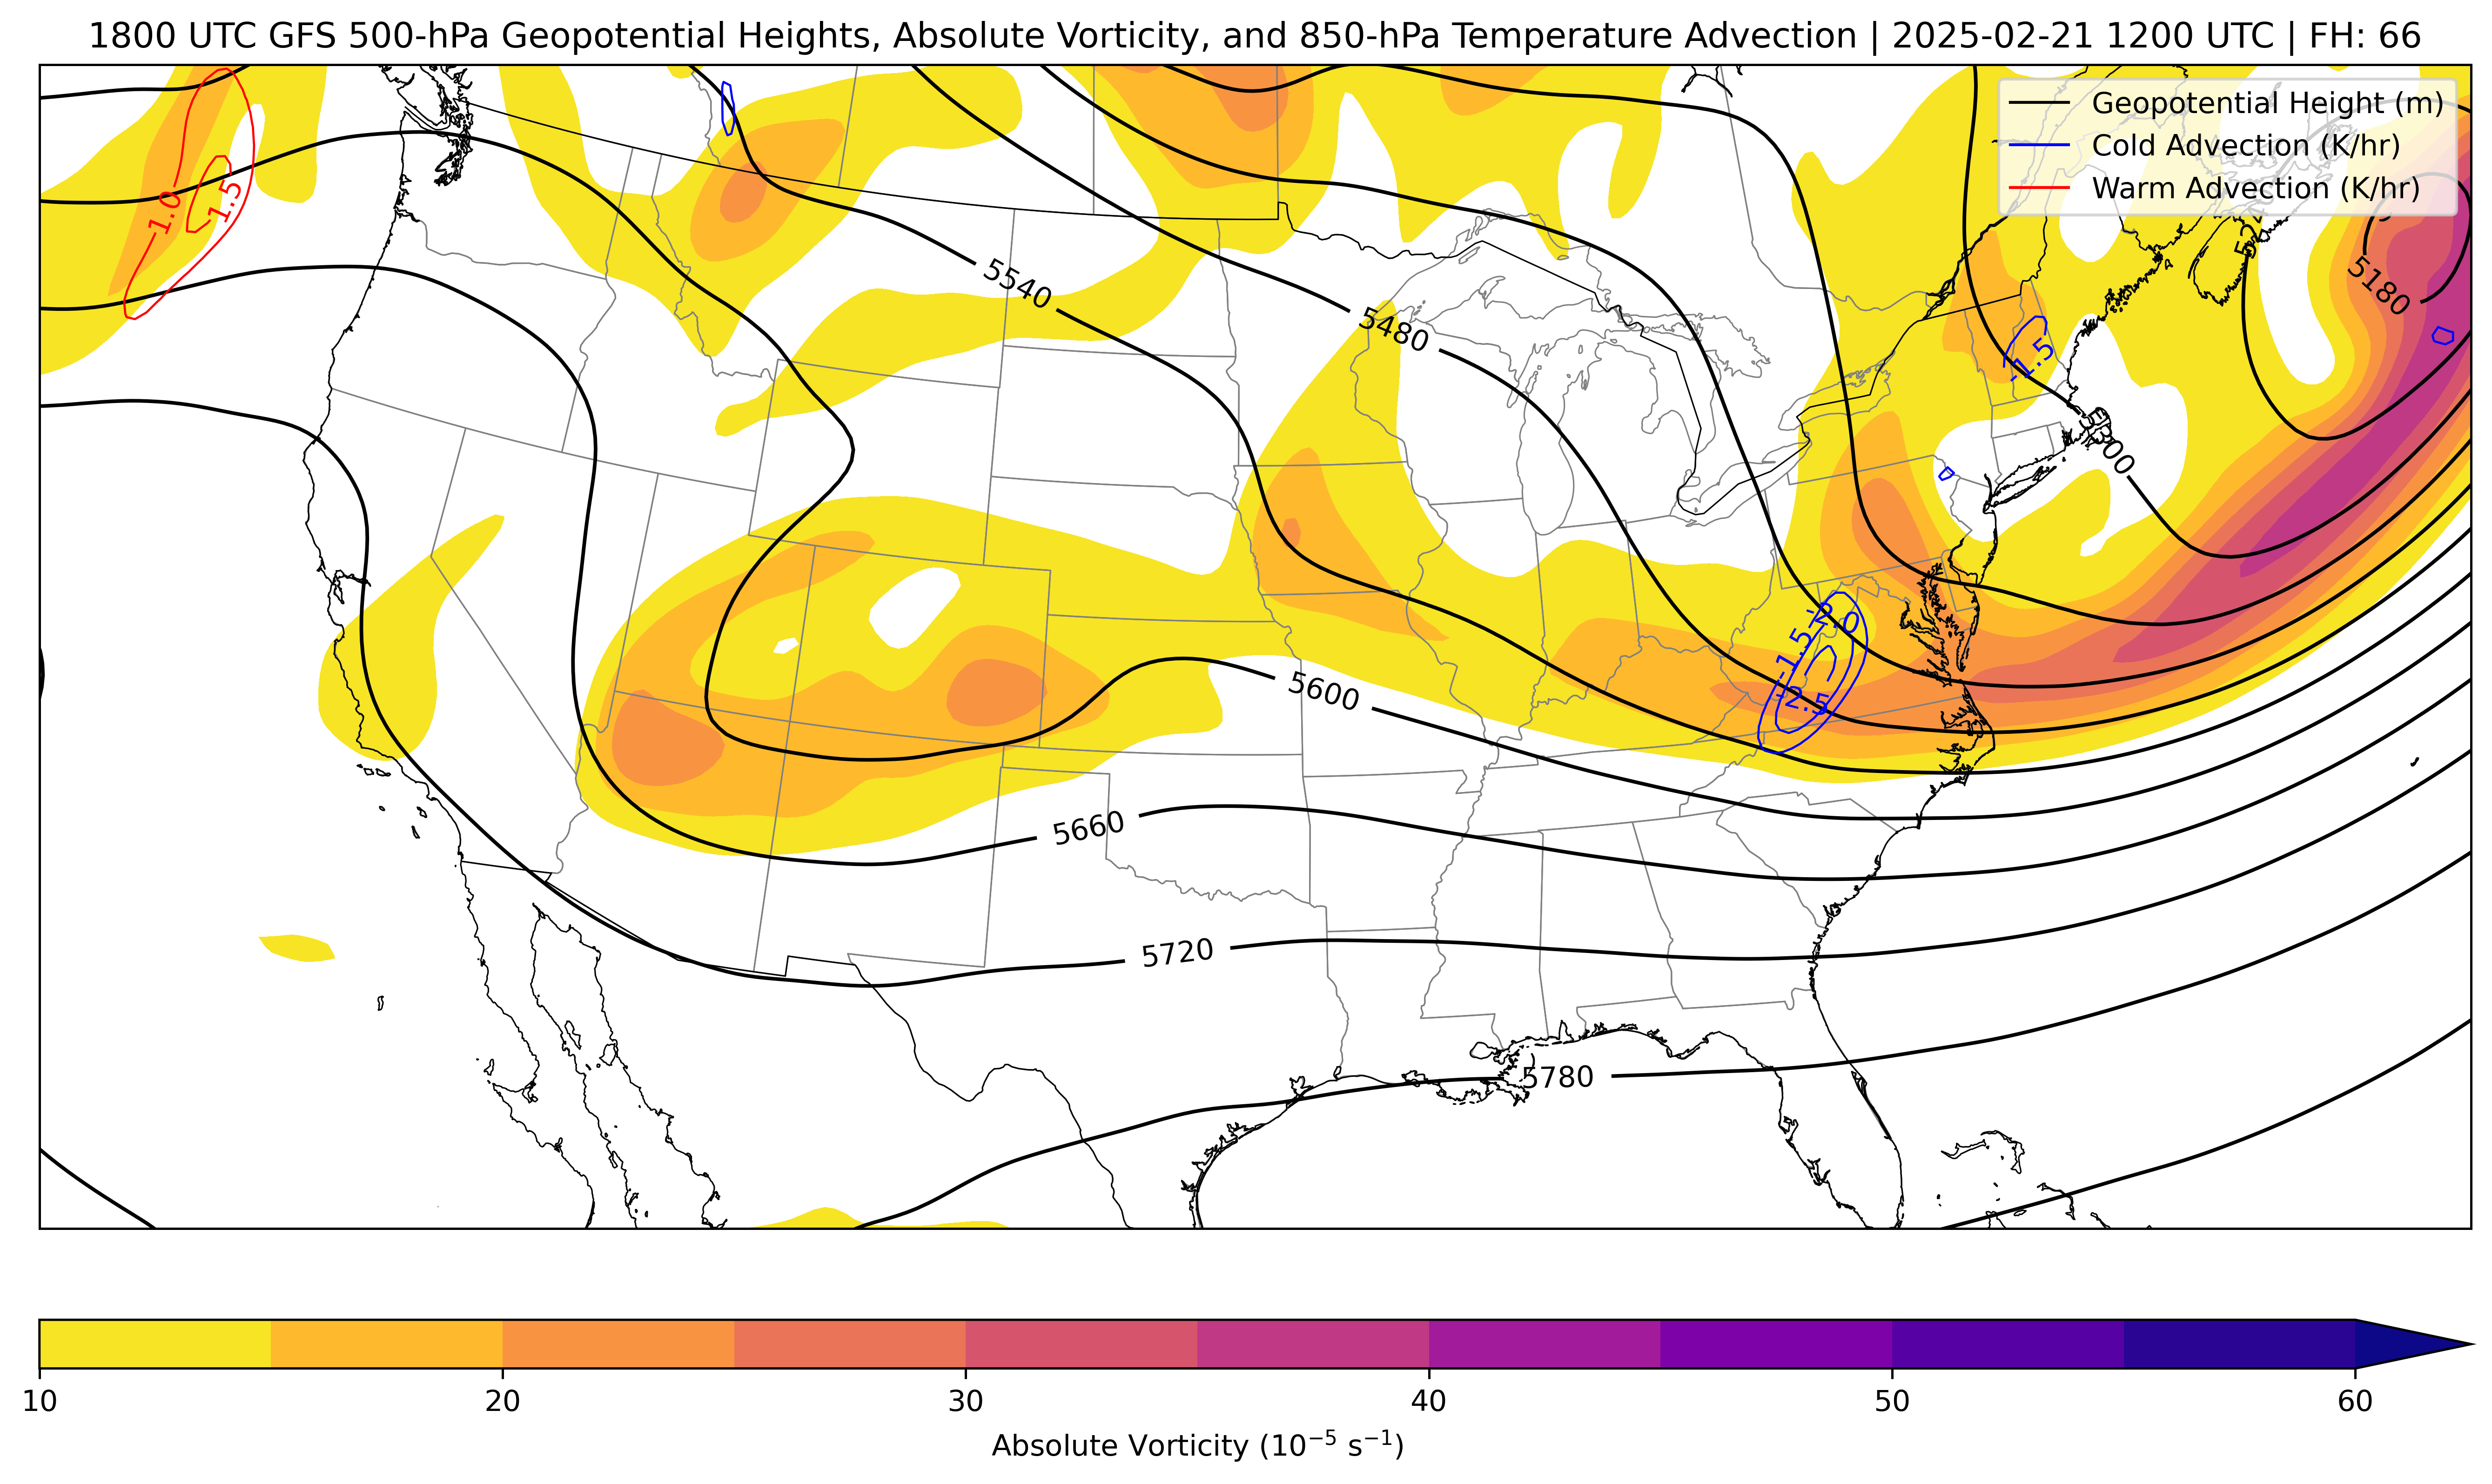 1800 UTC GFS 500-hPa Geopotential Heights, Absolute Vorticity, and 850-hPa Temperature Advection | 2025-02-21 1200 UTC | FH: 66
Geopotential Height (m)
Cold Advection (K/hr)
Warm Advection (K/hr)
1.0
1.5
5540
5480
5180
-1.5
-1.5
-2.0
-2.5
5600
5660
5720
5780
10 20 30 40 50 60
Absolute Vorticity (10⁻⁵ s⁻¹)